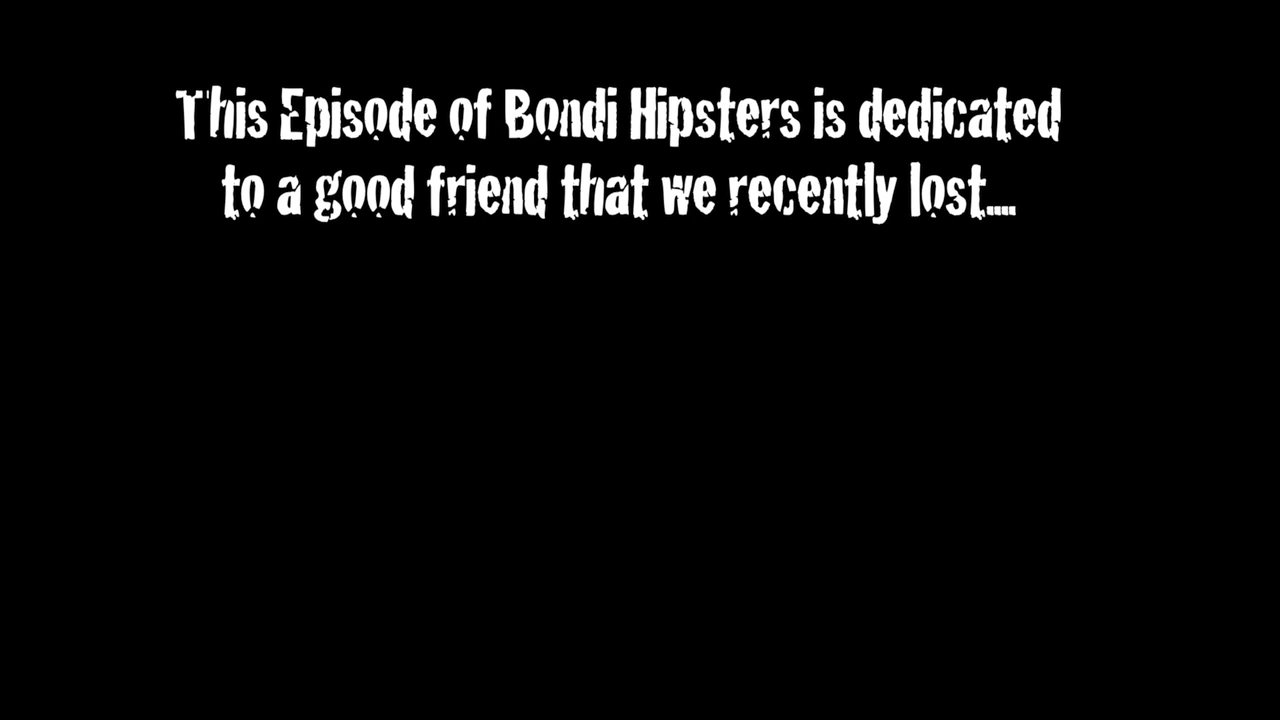 This Episode of Bondi Hipsters is dedicated
to a good friend that we recently lost....